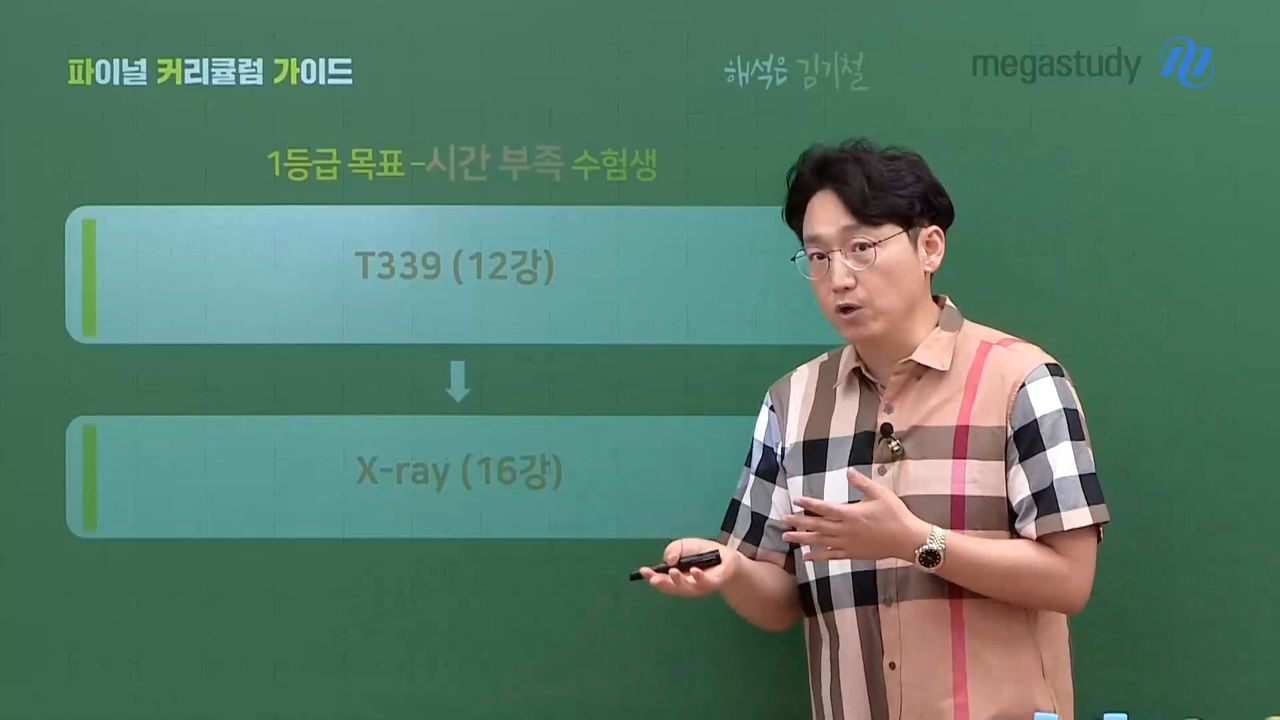 파이널 커리큘럼 가이드
해석은 김기철
megastudy
1등급 목표 - 시간 부족 수험생
T339 (12강)
X-ray (16강)